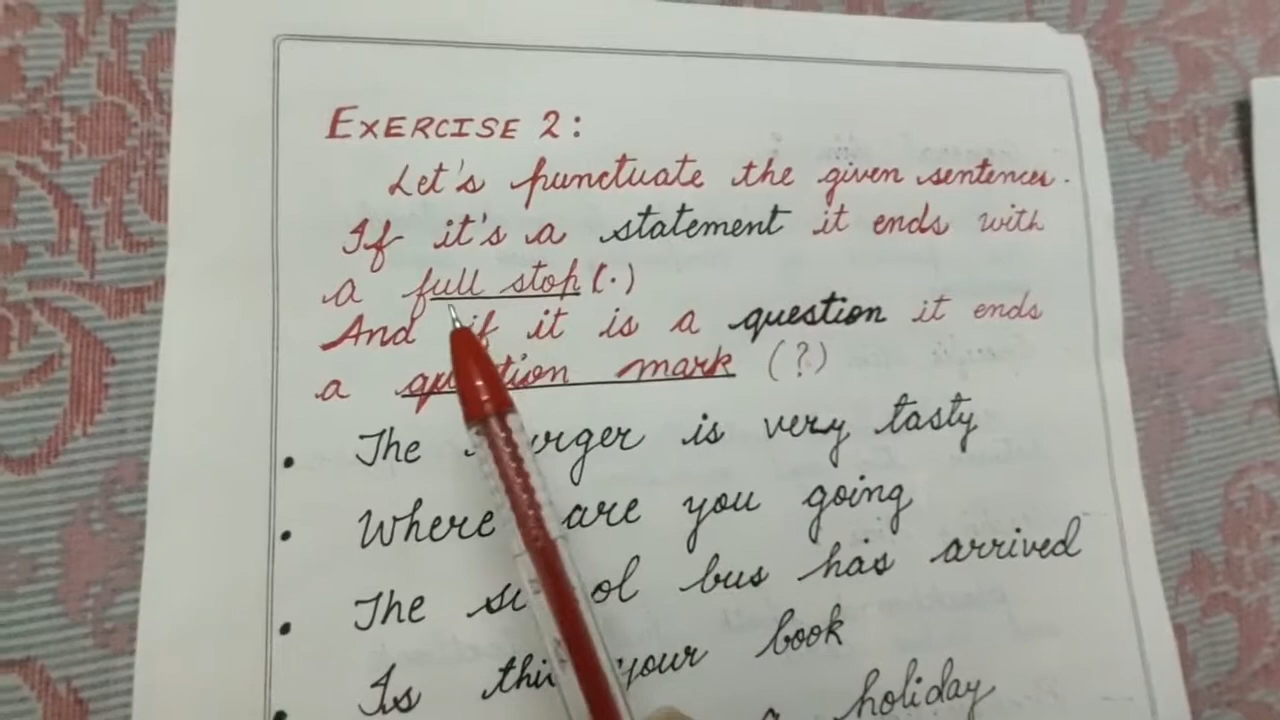 EXERCISE 2:
Let's punctuate the given sentences.
If it's a statement it ends with
a full stop (.)
And if it is a question it ends
a question mark (?)
• The is very tasty
• Where are you going
• The bus has arrived
• Is your book
holiday